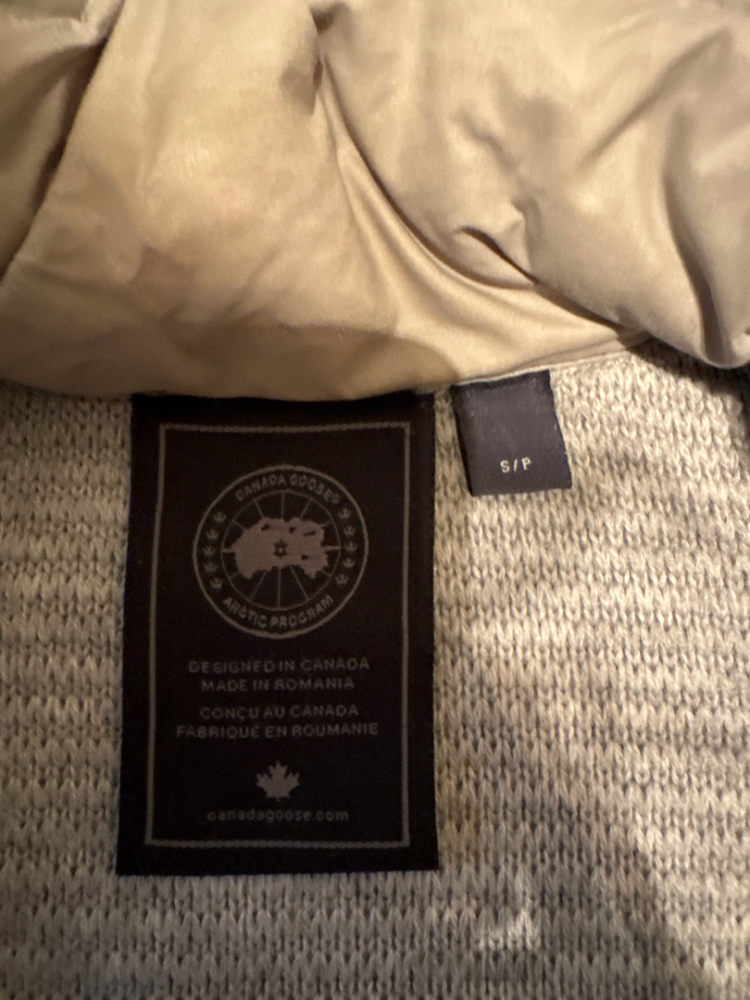 CANADA GOOSE®
ARCTIC PROGRAM
DESIGNED IN CANADA
MADE IN ROMANIA
CONÇU AU CANADA
FABRIQUÉ EN ROUMANIE
canadagoose.com
S/P